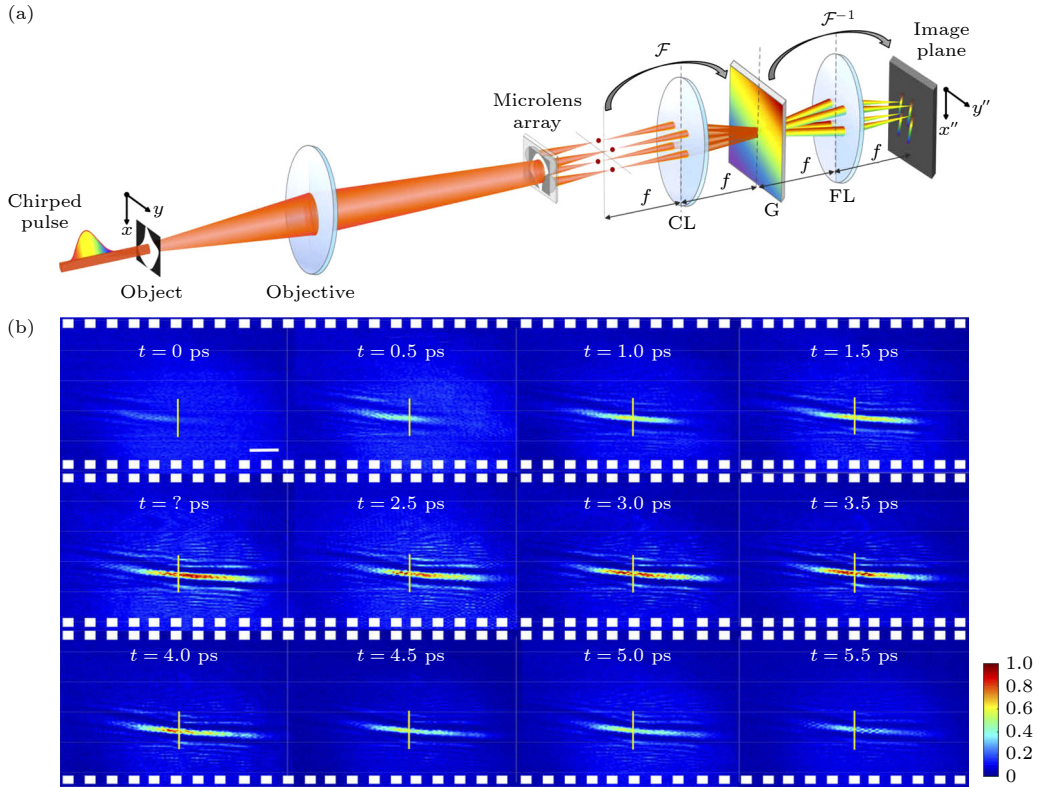 (a)
ℱ
ℱ⁻¹
Image
plane
y″
x″
Microlens
array
f
f
f
f
CL
G
FL
Chirped
pulse
y
x
Object
Objective
(b)
t = 0 ps
t = 0.5 ps
t = 1.0 ps
t = 1.5 ps
t = ? ps
t = 2.5 ps
t = 3.0 ps
t = 3.5 ps
t = 4.0 ps
t = 4.5 ps
t = 5.0 ps
t = 5.5 ps
1.0
0.8
0.6
0.4
0.2
0